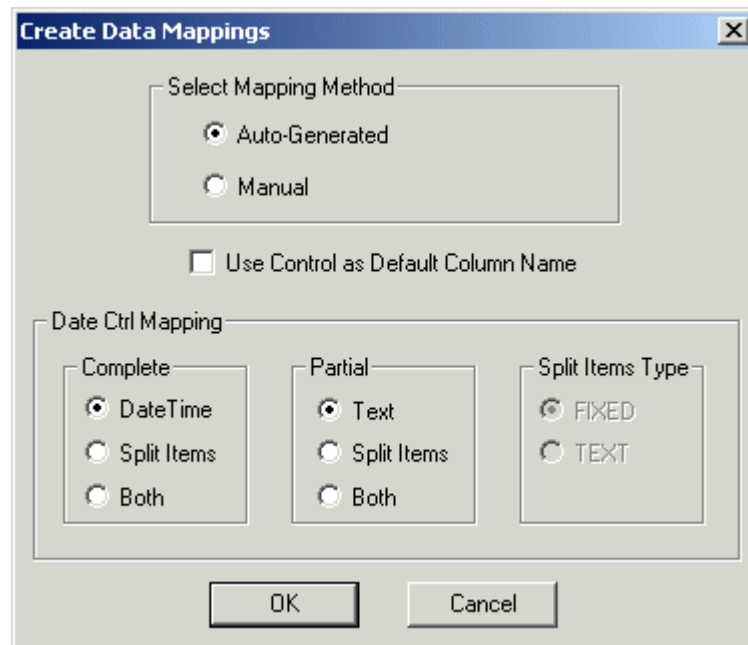 Create Data Mappings
Select Mapping Method
Auto-Generated
Manual
Use Control as Default Column Name
Date Ctrl Mapping
Complete
DateTime
Split Items
Both
Partial
Text
Split Items
Both
Split Items Type
FIXED
TEXT
OK
Cancel